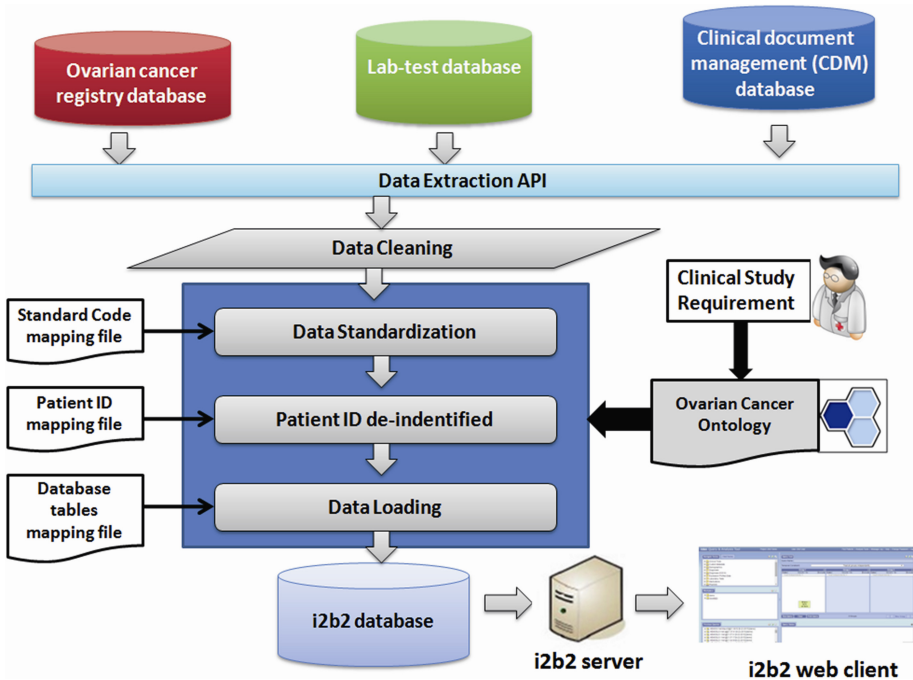 Ovarian cancer
registry database
Lab-test database
Clinical document
management (CDM)
database
Data Extraction API
Data Cleaning
Clinical Study
Requirement
Standard Code
mapping file
Data Standardization
Patient ID
mapping file
Patient ID de-indentified
Ovarian Cancer
Ontology
Database
tables
mapping file
Data Loading
i2b2 database
i2b2 server
i2b2 web client